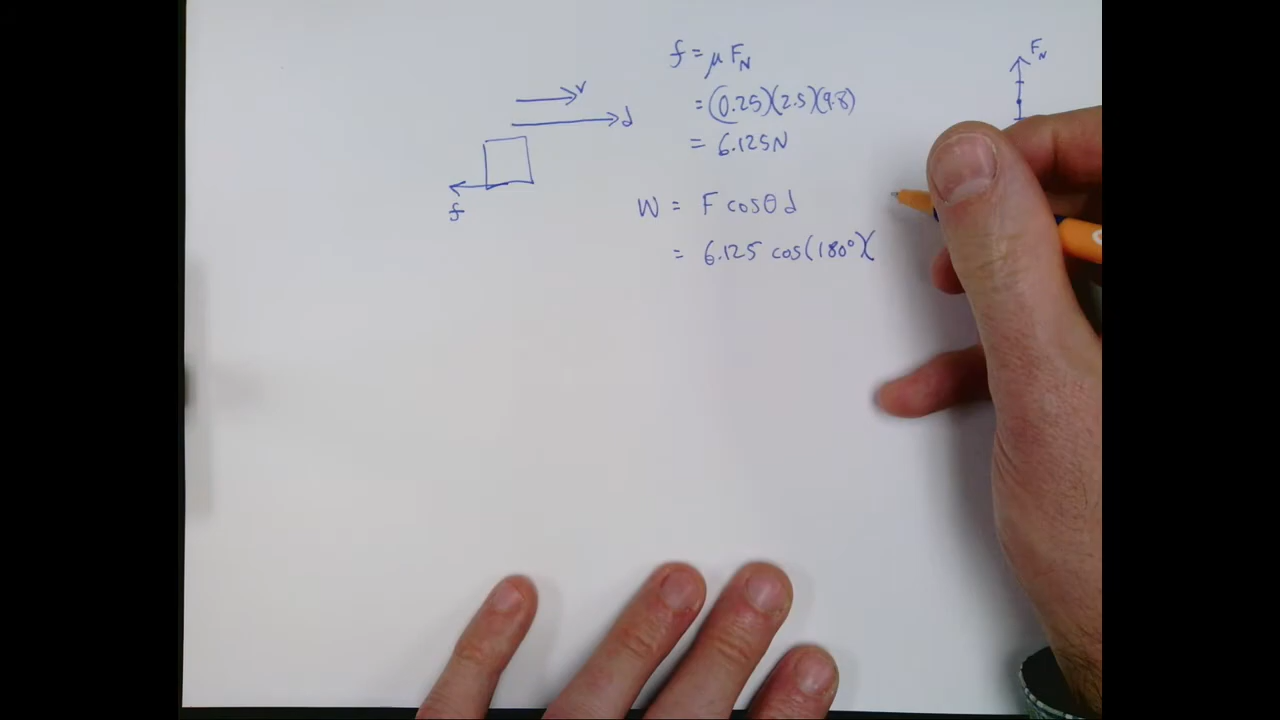 v
d
f
f = μ F_N
= (0.25)(2.5)(9.8)
= 6.125N
W = F cosθ d
= 6.125 cos(180°)(
F_N